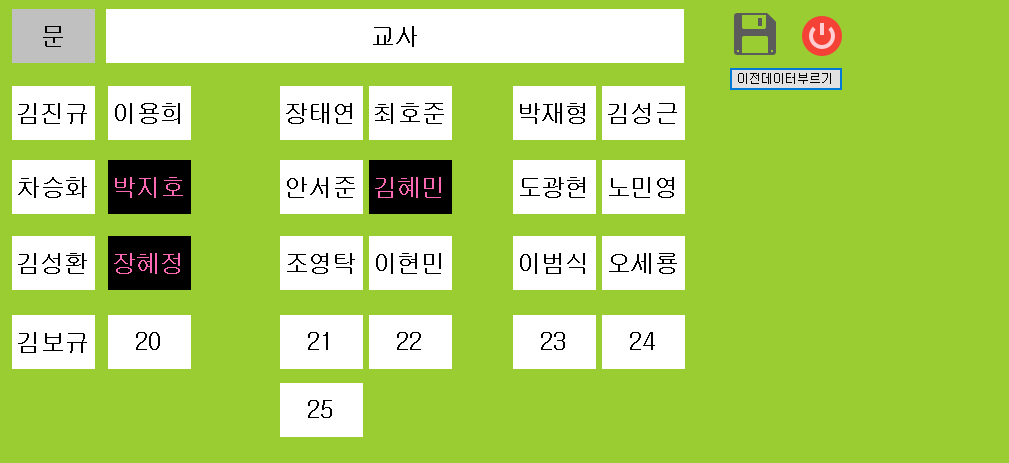 문 교사
이전데이터부르기
김진규 이용희 장태연 최호준 박재형 김성근
차승화 박지호 안서준 김혜민 도광현 노민영
김성환 장혜정 조영탁 이현민 이범식 오세룡
김보규 20 21 22 23 24
25